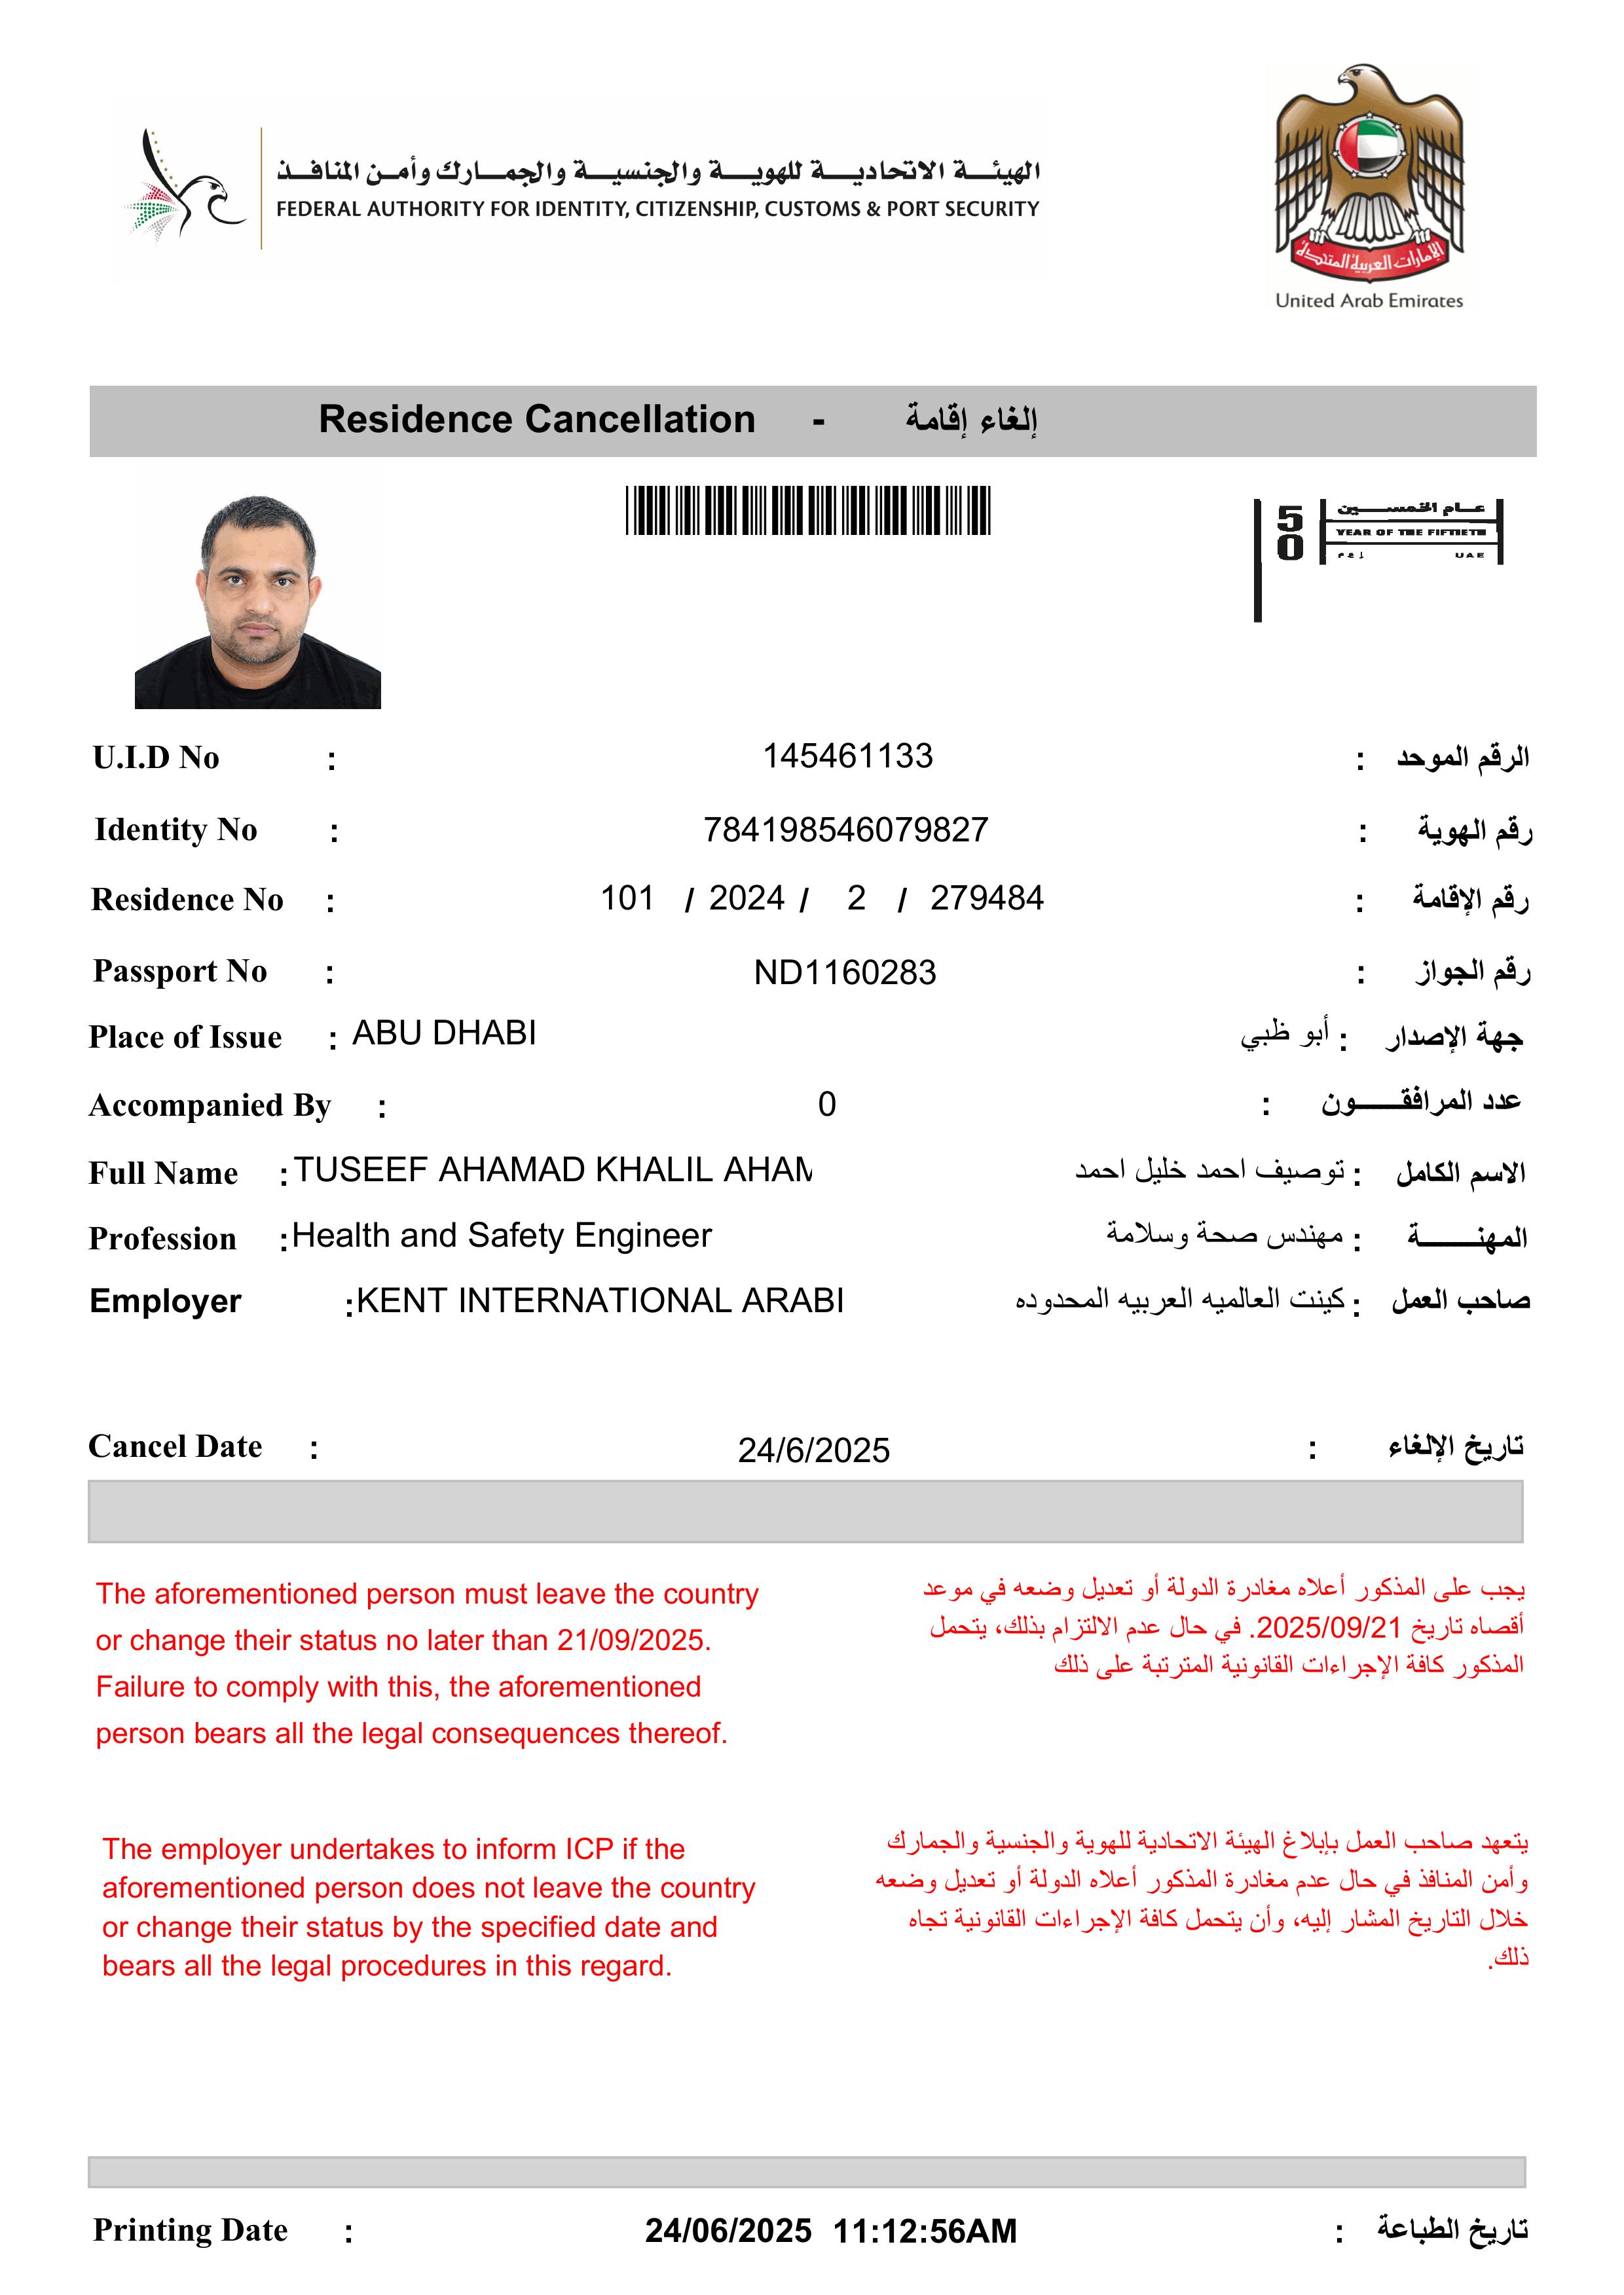 الهيئة الاتحادية للهوية والجنسية والجمارك وأمن المنافذ
FEDERAL AUTHORITY FOR IDENTITY, CITIZENSHIP, CUSTOMS & PORT SECURITY
الإمارات العربية المتحدة
United Arab Emirates
Residence Cancellation - إلغاء إقامة
50
عام الخمسين
YEAR OF THE FIFTIETH
إ ع م UAE
U.I.D No : 145461133 : الرقم الموحد
Identity No : 784198546079827 : رقم الهوية
Residence No : 101 / 2024 / 2 / 279484 : رقم الإقامة
Passport No : ND1160283 : رقم الجواز
Place of Issue : ABU DHABI أبو ظبي : جهة الإصدار
Accompanied By : 0 : عدد المرافقـــــون
Full Name : TUSEEF AHAMAD KHALIL AHAM توصيف احمد خليل احمد : الاسم الكامل
Profession : Health and Safety Engineer مهندس صحة وسلامة : المهنـــــــة
Employer : KENT INTERNATIONAL ARABI كينت العالميه العربيه المحدوده : صاحب العمل
Cancel Date : 24/6/2025 : تاريخ الإلغاء
The aforementioned person must leave the country
or change their status no later than 21/09/2025.
Failure to comply with this, the aforementioned
person bears all the legal consequences thereof.
يجب على المذكور أعلاه مغادرة الدولة أو تعديل وضعه في موعد
أقصاه تاريخ 2025/09/21. في حال عدم الالتزام بذلك، يتحمل
المذكور كافة الإجراءات القانونية المترتبة على ذلك
The employer undertakes to inform ICP if the
aforementioned person does not leave the country
or change their status by the specified date and
bears all the legal procedures in this regard.
يتعهد صاحب العمل بإبلاغ الهيئة الاتحادية للهوية والجنسية والجمارك
وأمن المنافذ في حال عدم مغادرة المذكور أعلاه الدولة أو تعديل وضعه
خلال التاريخ المشار إليه، وأن يتحمل كافة الإجراءات القانونية تجاه
ذلك.
Printing Date : 24/06/2025 11:12:56AM : تاريخ الطباعة